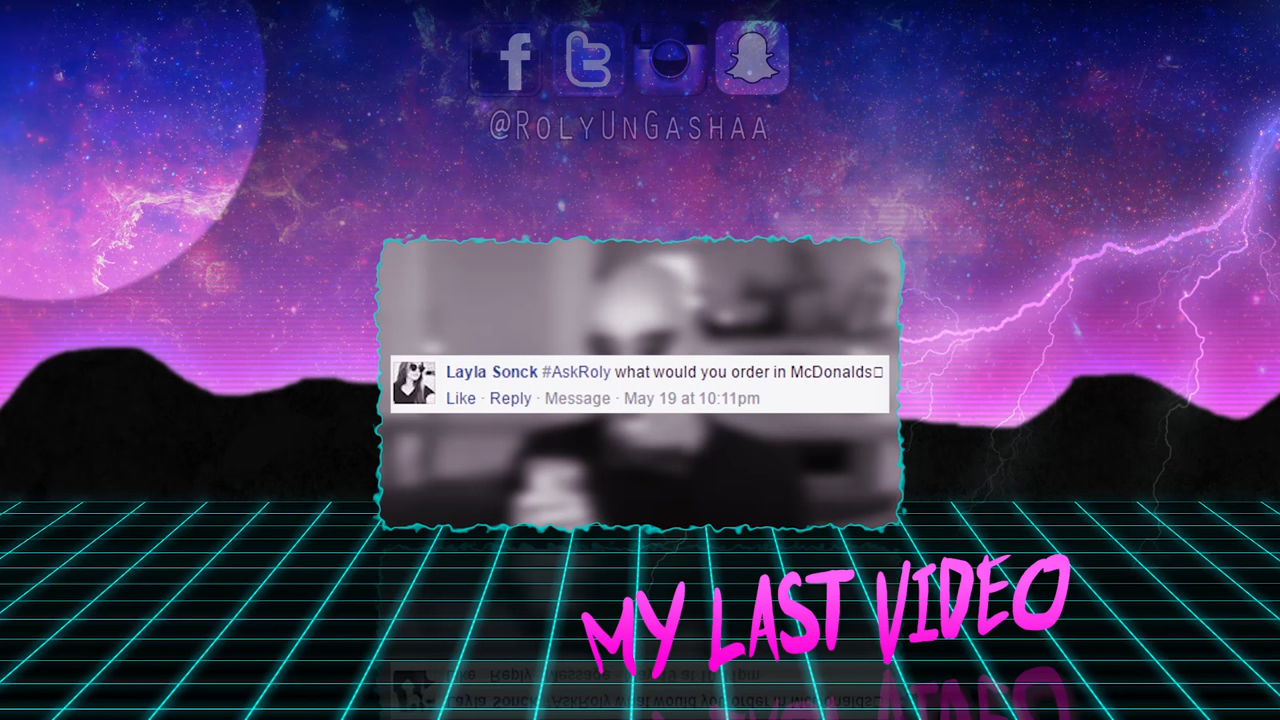 @RolyUnGashaa
Layla Sonck #AskRoly what would you order in McDonalds□
Like · Reply · Message · May 19 at 10:11pm
MY LAST VIDEO